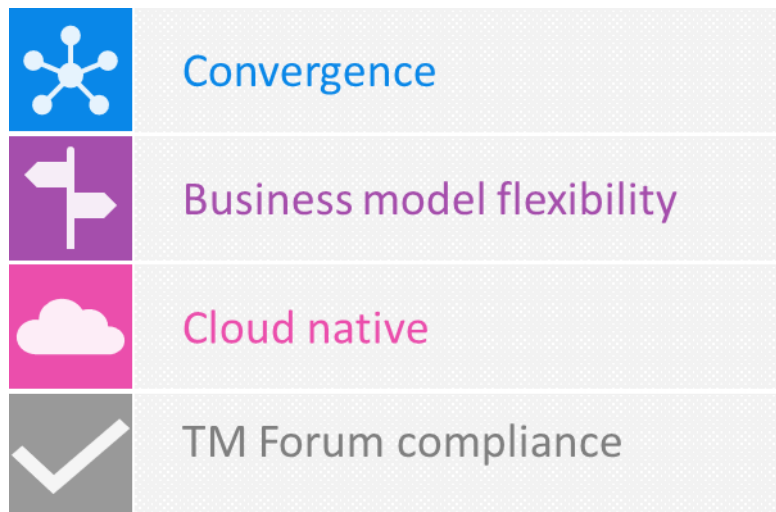 Convergence
Business model flexibility
Cloud native
TM Forum compliance